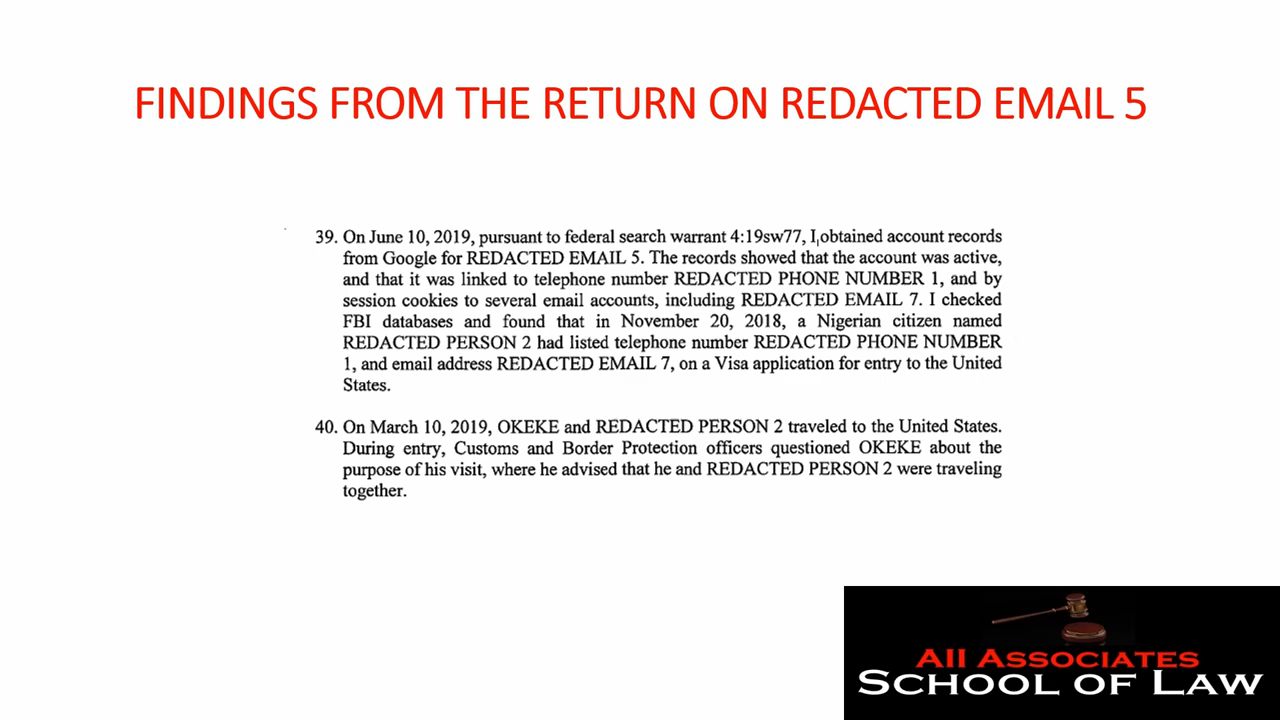 FINDINGS FROM THE RETURN ON REDACTED EMAIL 5
39. On June 10, 2019, pursuant to federal search warrant 4:19sw77, I obtained account records
from Google for REDACTED EMAIL 5. The records showed that the account was active,
and that it was linked to telephone number REDACTED PHONE NUMBER 1, and by
session cookies to several email accounts, including REDACTED EMAIL 7. I checked
FBI databases and found that in November 20, 2018, a Nigerian citizen named
REDACTED PERSON 2 had listed telephone number REDACTED PHONE NUMBER
1, and email address REDACTED EMAIL 7, on a Visa application for entry to the United
States.
40. On March 10, 2019, OKEKE and REDACTED PERSON 2 traveled to the United States.
During entry, Customs and Border Protection officers questioned OKEKE about the
purpose of his visit, where he advised that he and REDACTED PERSON 2 were traveling
together.
All Associates
School of Law